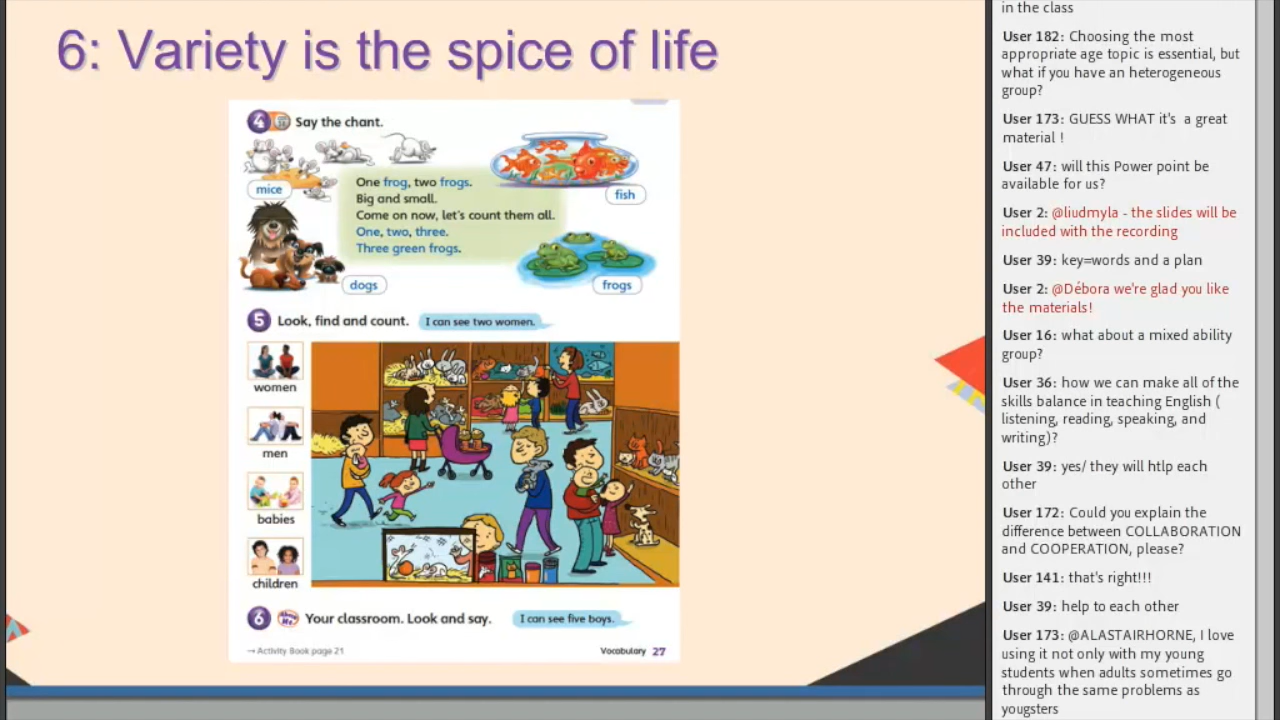 6: Variety is the spice of life
4 Say the chant.
mice
fish
One frog, two frogs.
Big and small.
Come on now, let's count them all.
One, two, three.
Three green frogs.
dogs
frogs
5 Look, find and count. I can see two women.
women
men
babies
children
6 Your classroom. Look and say. I can see five boys.
→ Activity Book page 21
Vocabulary 27
in the class
User 182: Choosing the most
appropriate age topic is essential, but
what if you have an heterogeneous
group?
User 173: GUESS WHAT it's a great
material !
User 47: will this Power point be
available for us?
User 2: @liudmyla - the slides will be
included with the recording
User 39: key=words and a plan
User 2: @Débora we're glad you like
the materials!
User 16: what about a mixed ability
group?
User 36: how we can make all of the
skills balance in teaching English (
listening, reading, speaking, and
writing)?
User 39: yes/ they will htlp each
other
User 172: Could you explain the
difference between COLLABORATION
and COOPERATION, please?
User 141: that's right!!!
User 39: help to each other
User 173: @ALASTAIRHORNE, I love
using it not only with my young
students when adults sometimes go
through the same problems as
yougsters